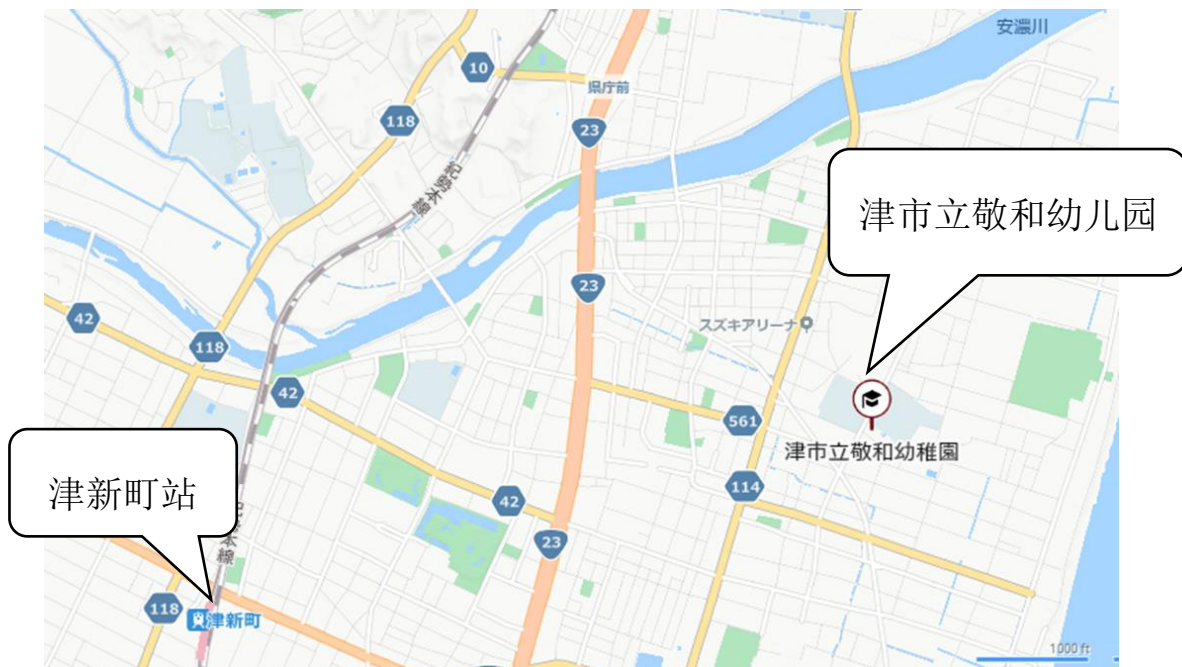 安濃川
10
県庁前
118
23
紀勢本線
津市立敬和幼儿园
23
42
スズキアリーナ
118
42
561
津市立敬和幼稚園
津新町站
114
42
本線
23
118
津新町
1000 ft